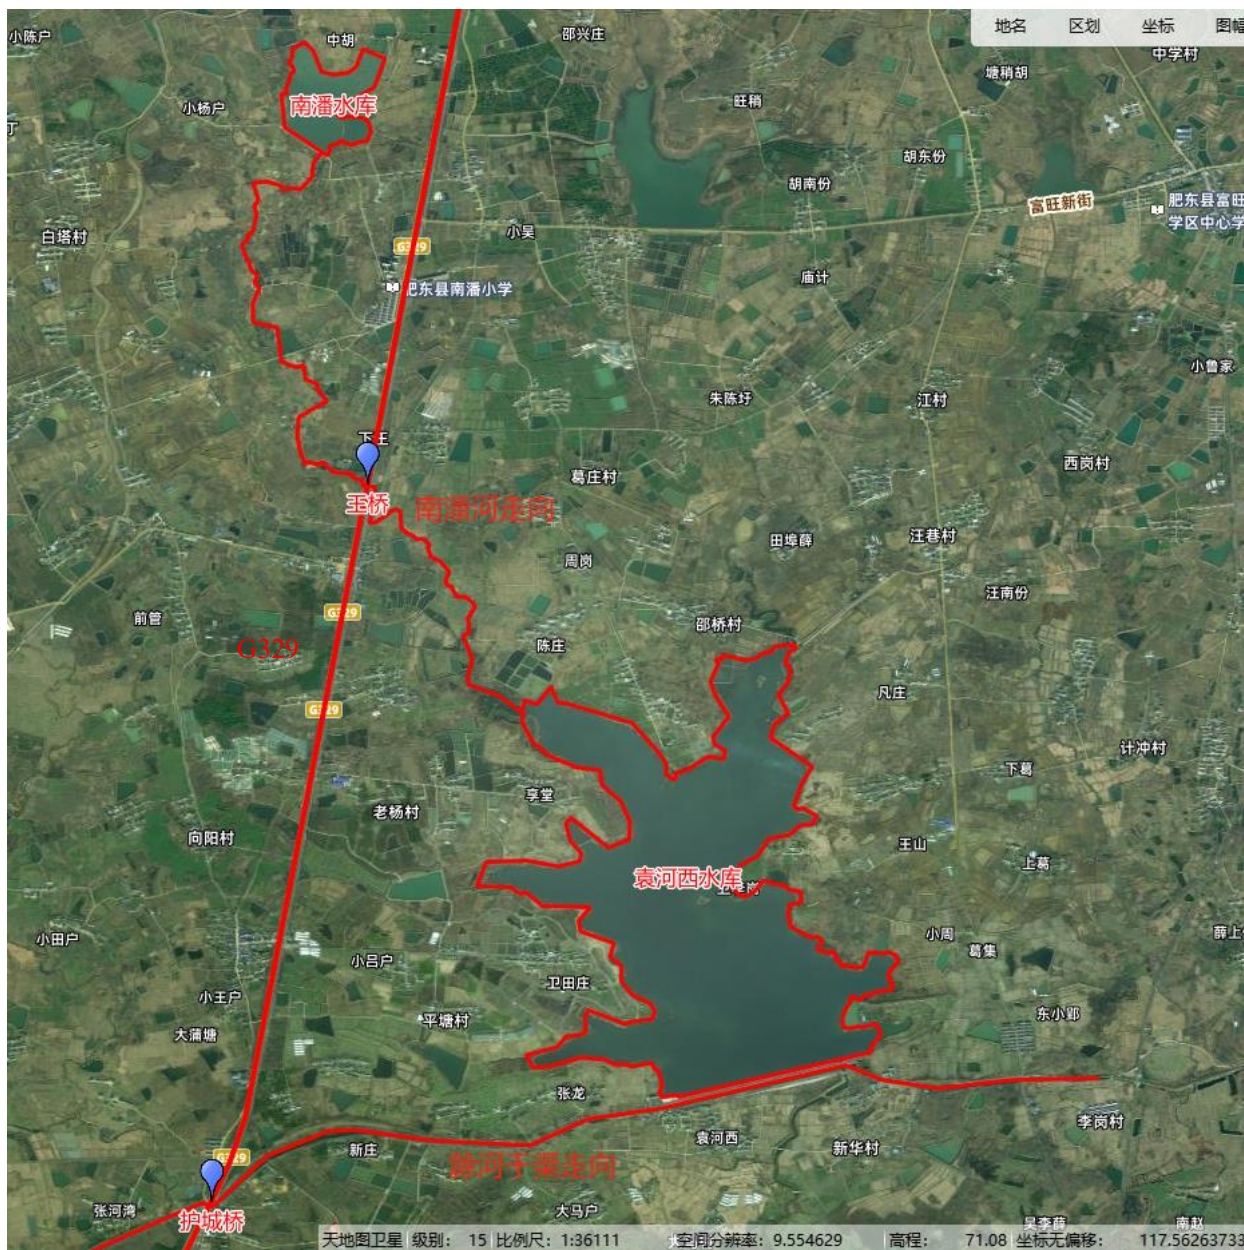 地名
区划
坐标
图幅
小陈户
中胡
邵兴庄
中学村
塘稍胡
小杨户
南潘水库
旺稍
胡东份
胡南份
富旺新街
肥东县富旺
学区中心学
白塔村
小吴
G329
庙计
肥东县南潘小学
小鲁家
朱陈圩
江村
下王
葛庄村
西岗村
王桥
南潘河走向
田埠薛
汪巷村
周岗
汪南份
前管
G329
邵桥村
G329
陈庄
凡庄
G329
计冲村
下葛
享堂
老杨村
向阳村
王山
上葛
袁河西水库
小田户
小周
葛集
薛上
小吕户
卫田庄
小王户
东小郢
平塘村
大蒲塘
张龙
李岗村
袁河西
新庄
新华村
G329
滁河干渠走向
张河湾
护城桥
大马户
吴李薛
南赵
天地图卫星
级别： 15
比例尺：1:36111
空间分辨率：9.554629
高程： 71.08
坐标无偏移： 117.56263733